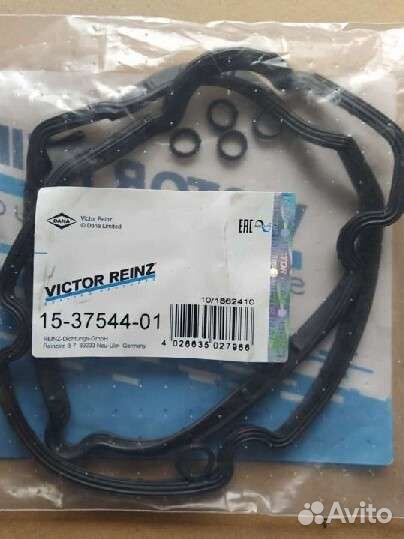 DANA
Victor Reinz
© Dana Limited
EAC
VICTOR REINZ
10/1862410
15-37544-01
REINZ-Dichtungs-GmbH
Reinzstr. 3-7, 89233 Neu-Ulm, Germany
4 026635 027956
Avito